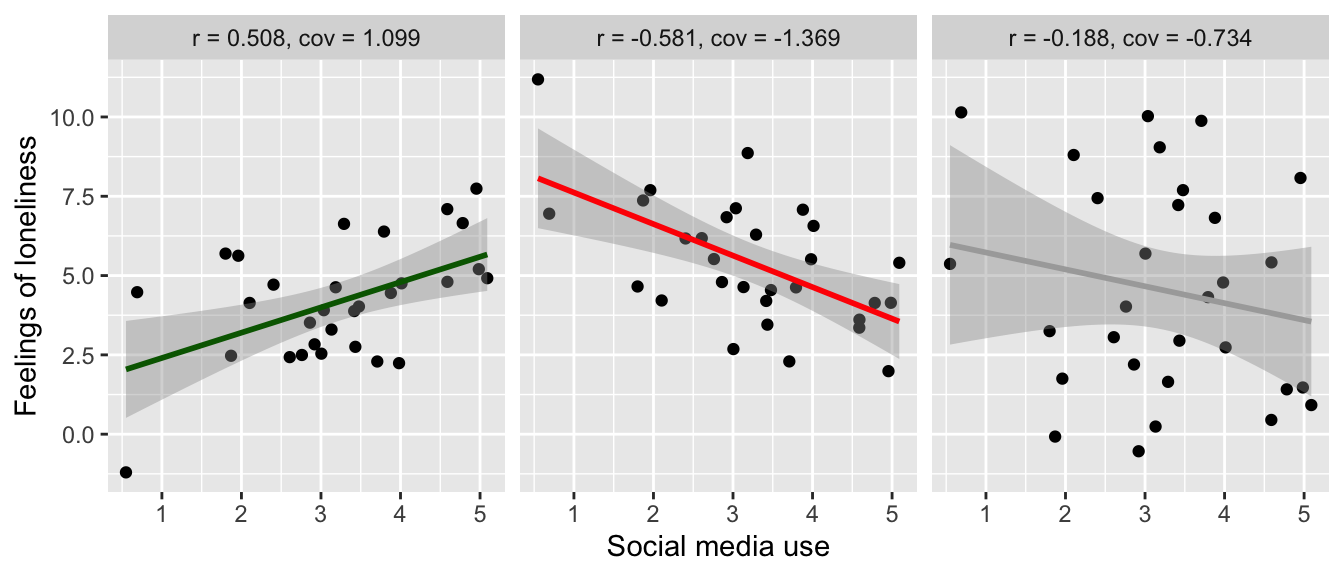 r = 0.508, cov = 1.099
r = -0.581, cov = -1.369
r = -0.188, cov = -0.734
Feelings of loneliness
10.0
7.5
5.0
2.5
0.0
1 2 3 4 5
1 2 3 4 5
1 2 3 4 5
Social media use